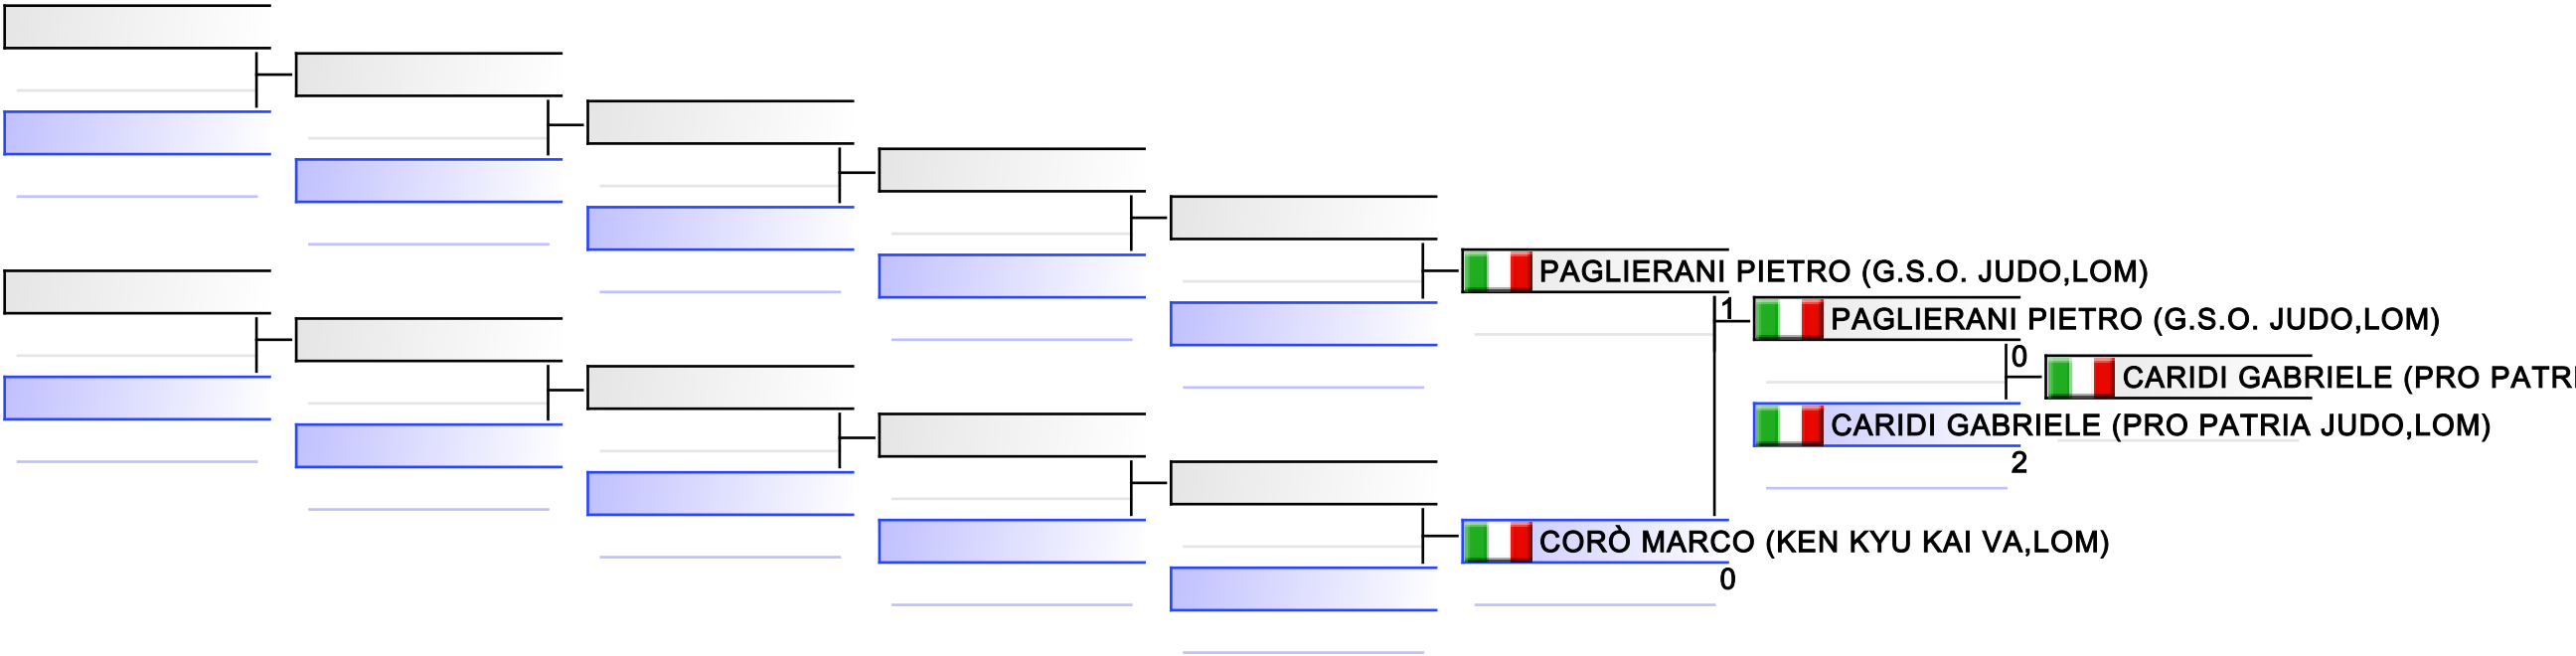 PAGLIERANI PIETRO (G.S.O. JUDO,LOM)
1
PAGLIERANI PIETRO (G.S.O. JUDO,LOM)
0
CARIDI GABRIELE (PRO PATRI
CARIDI GABRIELE (PRO PATRIA JUDO,LOM)
2
CORÒ MARCO (KEN KYU KAI VA,LOM)
0